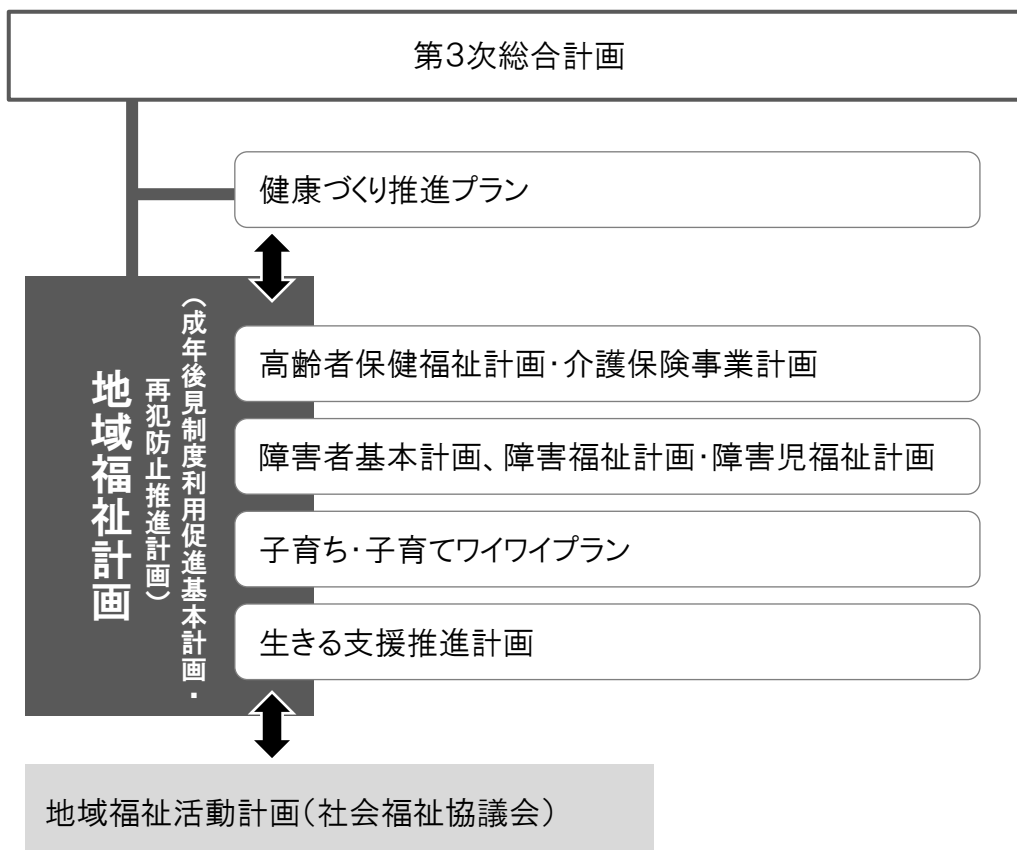 第3次総合計画
健康づくり推進プラン
地域福祉計画
（成年後見制度利用促進基本計画・
再犯防止推進計画）
高齢者保健福祉計画・介護保険事業計画
障害者基本計画、障害福祉計画・障害児福祉計画
子育ち・子育てワイワイプラン
生きる支援推進計画
地域福祉活動計画（社会福祉協議会）